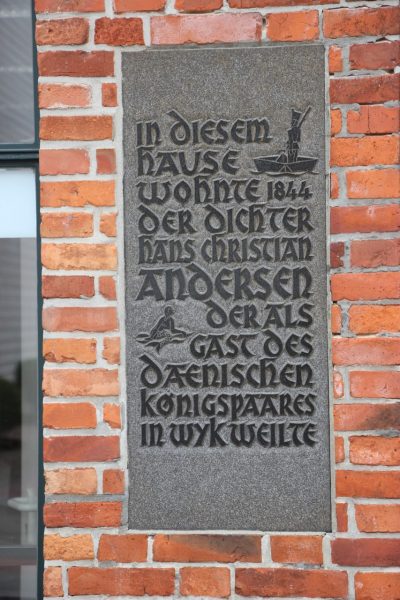 in diesem
hause
wohnte 1844
der dichter
hans christian
andersen
der als
gast des
daenischen
königspaares
in wyk weilte